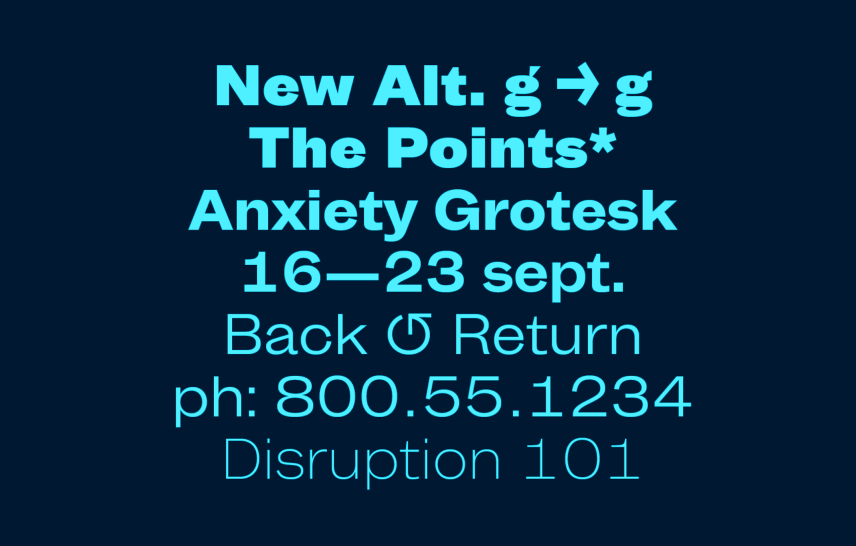 New Alt. g → g
The Points*
Anxiety Grotesk
16—23 sept.
Back ↺ Return
ph: 800.55.1234
Disruption 101